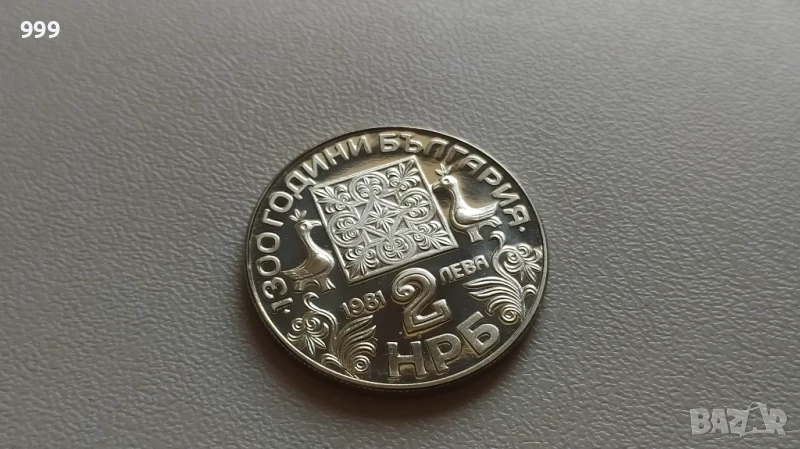 999
·1300 ГОДИНИ БЪЛГАРИЯ·
1981 2 ЛЕВА
НРБ
BAZAR